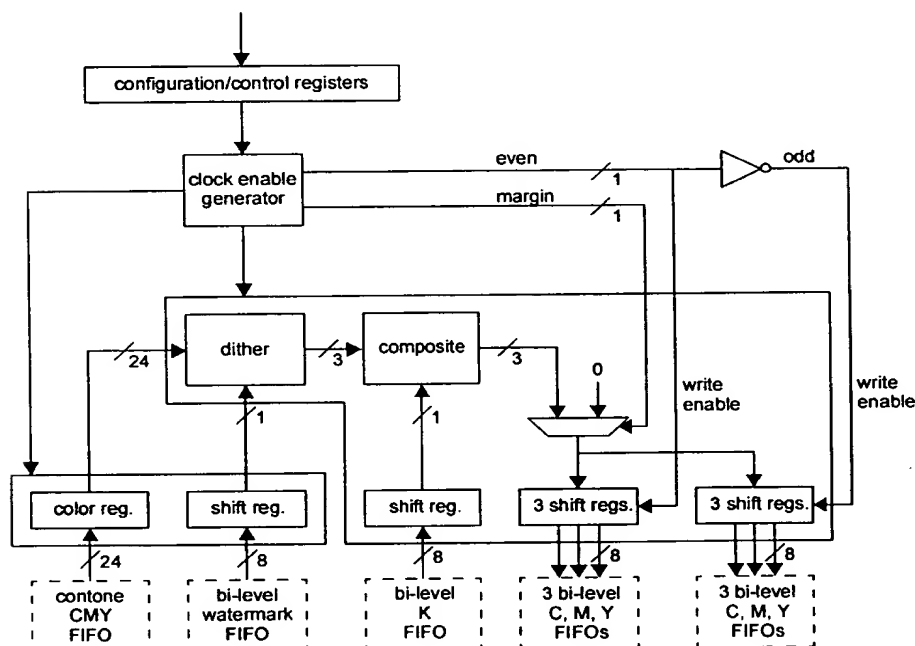 configuration/control registers
clock enable
generator
even
1
odd
margin
1
dither
composite
24
3
3
0
1
1
write
enable
write
enable
color reg.
shift reg.
shift reg.
3 shift regs.
3 shift regs.
24
8
8
8
8
contone
CMY
FIFO
bi-level
watermark
FIFO
bi-level
K
FIFO
3 bi-level
C, M, Y
FIFOs
3 bi-level
C, M, Y
FIFOs